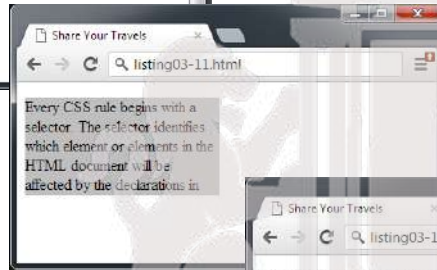 Share Your Travels
listing03-11.html
Every CSS rule begins with a
selector. The selector identifies
which element or elements in the
HTML document will be
affected by the declarations in
Share Your Travels
listing03-1